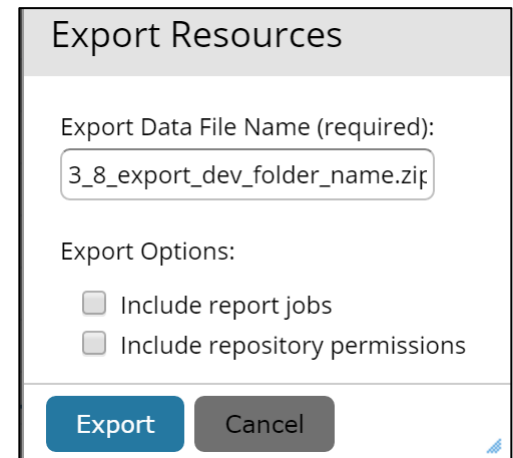 Export Resources
Export Data File Name (required):
3_8_export_dev_folder_name.zip
Export Options:
Include report jobs
Include repository permissions
Export Cancel